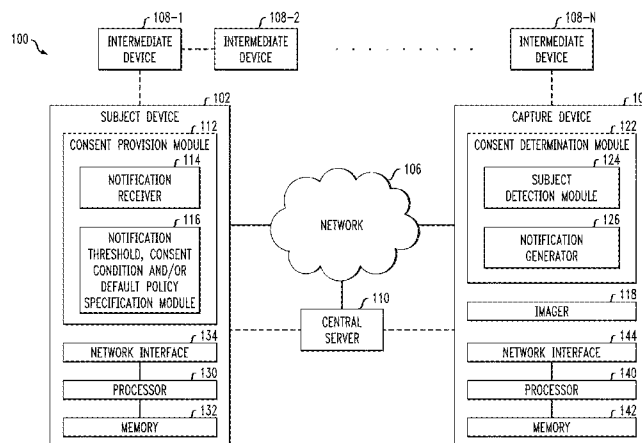 100
108-1
108-2
108-N
INTERMEDIATE
DEVICE
INTERMEDIATE
DEVICE
. . . . . . .
INTERMEDIATE
DEVICE
102
SUBJECT DEVICE
112
CONSENT PROVISION MODULE
114
NOTIFICATION
RECEIVER
116
NOTIFICATION
THRESHOLD, CONSENT
CONDITION AND/OR
DEFAULT POLICY
SPECIFICATION MODULE
134
NETWORK INTERFACE
130
PROCESSOR
132
MEMORY
106
NETWORK
110
CENTRAL
SERVER
CAPTURE DEVICE
122
CONSENT DETERMINATION MODULE
124
SUBJECT
DETECTION MODULE
126
NOTIFICATION
GENERATOR
118
IMAGER
144
NETWORK INTERFACE
140
PROCESSOR
142
MEMORY